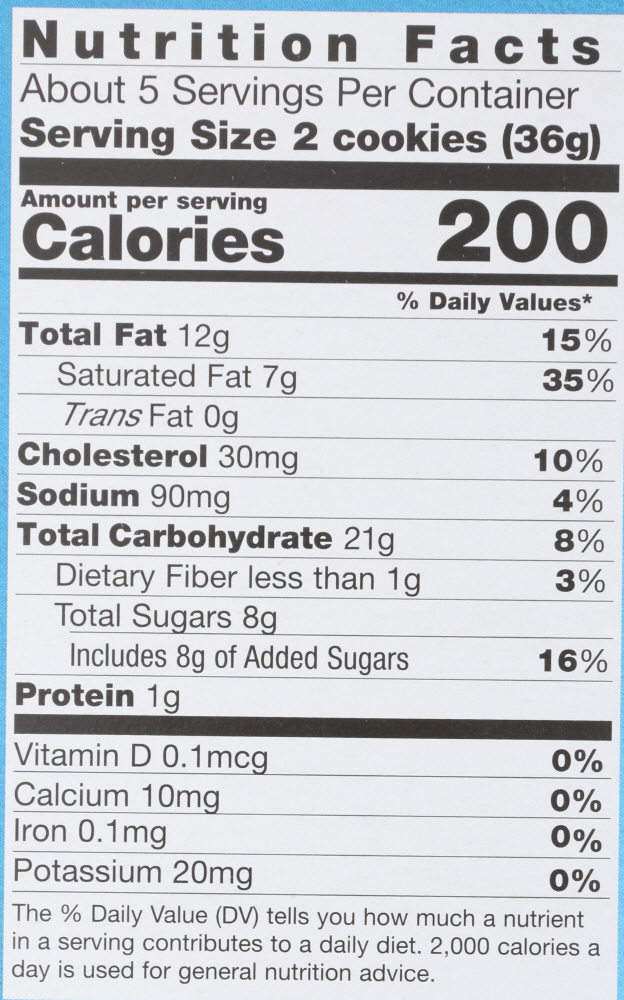 Nutrition Facts
About 5 Servings Per Container
Serving Size 2 cookies (36g)
Amount per serving
Calories 200
% Daily Values*
Total Fat 12g 15%
Saturated Fat 7g 35%
Trans Fat 0g
Cholesterol 30mg 10%
Sodium 90mg 4%
Total Carbohydrate 21g 8%
Dietary Fiber less than 1g 3%
Total Sugars 8g
Includes 8g of Added Sugars 16%
Protein 1g
Vitamin D 0.1mcg 0%
Calcium 10mg 0%
Iron 0.1mg 0%
Potassium 20mg 0%
The % Daily Value (DV) tells you how much a nutrient
in a serving contributes to a daily diet. 2,000 calories a
day is used for general nutrition advice.